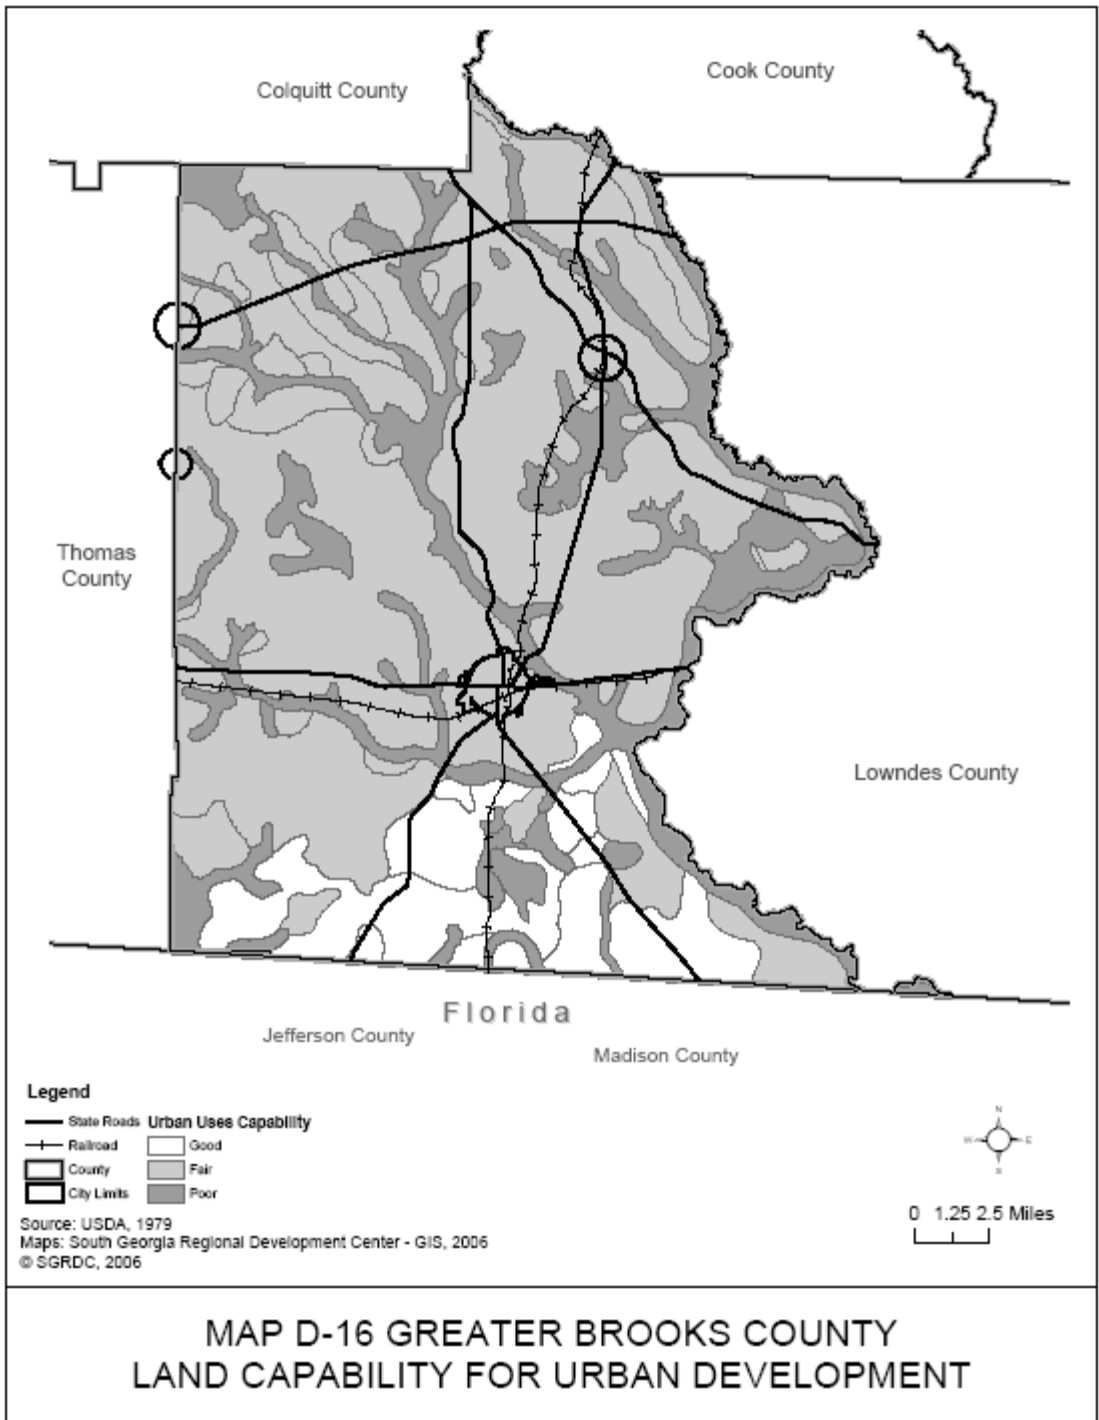 Colquitt County
Cook County
Thomas
County
Lowndes County
Florida
Jefferson County
Madison County
Legend
State Roads
Railroad
County
City Limits
Urban Uses Capability
Good
Fair
Poor
N
W
E
S
0 1.25 2.5 Miles
Source: USDA, 1979
Maps: South Georgia Regional Development Center - GIS, 2006
© SGRDC, 2006
MAP D-16 GREATER BROOKS COUNTY
LAND CAPABILITY FOR URBAN DEVELOPMENT